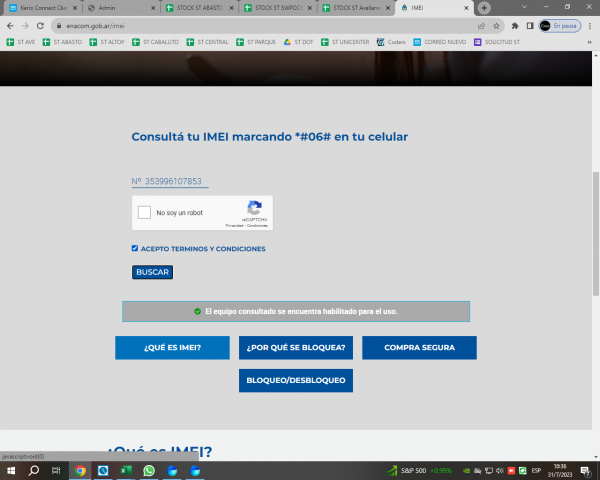 Kerio Connect Clie
Admin
STOCK ST ABASTO
STOCK ST SWPOC
STOCK ST Avellane
IMEI
enacom.gob.ar/imei
En pausa
ST AVE
ST ABASTO
ST ALTOP
ST CABALLITO
ST CENTRAL
ST PARQUE
ST DOT
ST UNICENTER
Coders
CORREO NUEVO
SOLICITUD ST
»
Consultá tu IMEI marcando *#06# en tu celular
Nº 353996107853
No soy un robot
reCAPTCHA
Privacidad - Condiciones
ACEPTO TERMINOS Y CONDICIONES
BUSCAR
El equipo consultado se encuentra habilitado para el uso.
¿QUÉ ES IMEI?
¿POR QUÉ SE BLOQUEA?
COMPRA SEGURA
BLOQUEO/DESBLOQUEO
¿Qué es IMEI?
javascript:void(0)
S&P 500 +0,99%
ESP
10:36
31/7/2023